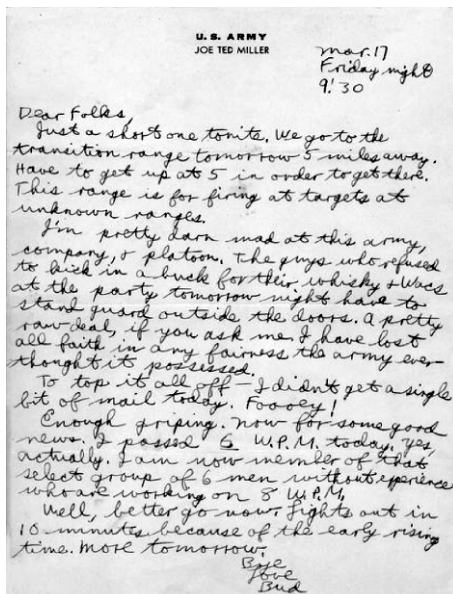 U.S. ARMY
JOE TED MILLER
Mar. 17
Friday night
9:30
Dear Folks,
Just a short one tonite. We go to the
transition range tomorrow 5 miles away.
Have to get up at 5 in order to get there.
This range is for firing at targets at
unknown ranges.
I'm pretty darn mad at this army,
company, & platoon. The guys who refused
to kick in a buck for their whisky & Wacs
at the party tomorrow night have to
stand guard outside the doors. A pretty
raw deal, if you ask me. I have lost
all faith in any fairness the army ever
thought it possessed.
To top it all off — I didn't get a single
bit of mail today. Foooey!
Enough griping. Now for some good
news. I passed 6 W.P.M. today. Yes,
actually. I am now member of that
select group of 6 men without experience
who are working on 8 W.P.M.
Well, better go now. Lights out in
10 minutes because of the early rising
time. More tomorrow.
Bye
Love
Bud